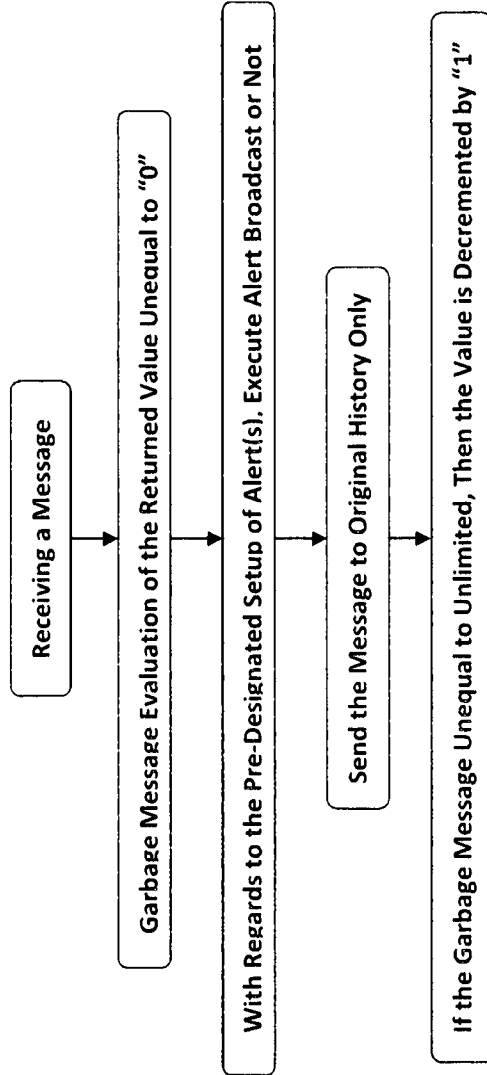 Receiving a Message
Garbage Message Evaluation of the Returned Value Unequal to “0”
With Regards to the Pre-Designated Setup of Alert(s), Execute Alert Broadcast or Not
Send the Message to Original History Only
If the Garbage Message Unequal to Unlimited, Then the Value is Decremented by “1”